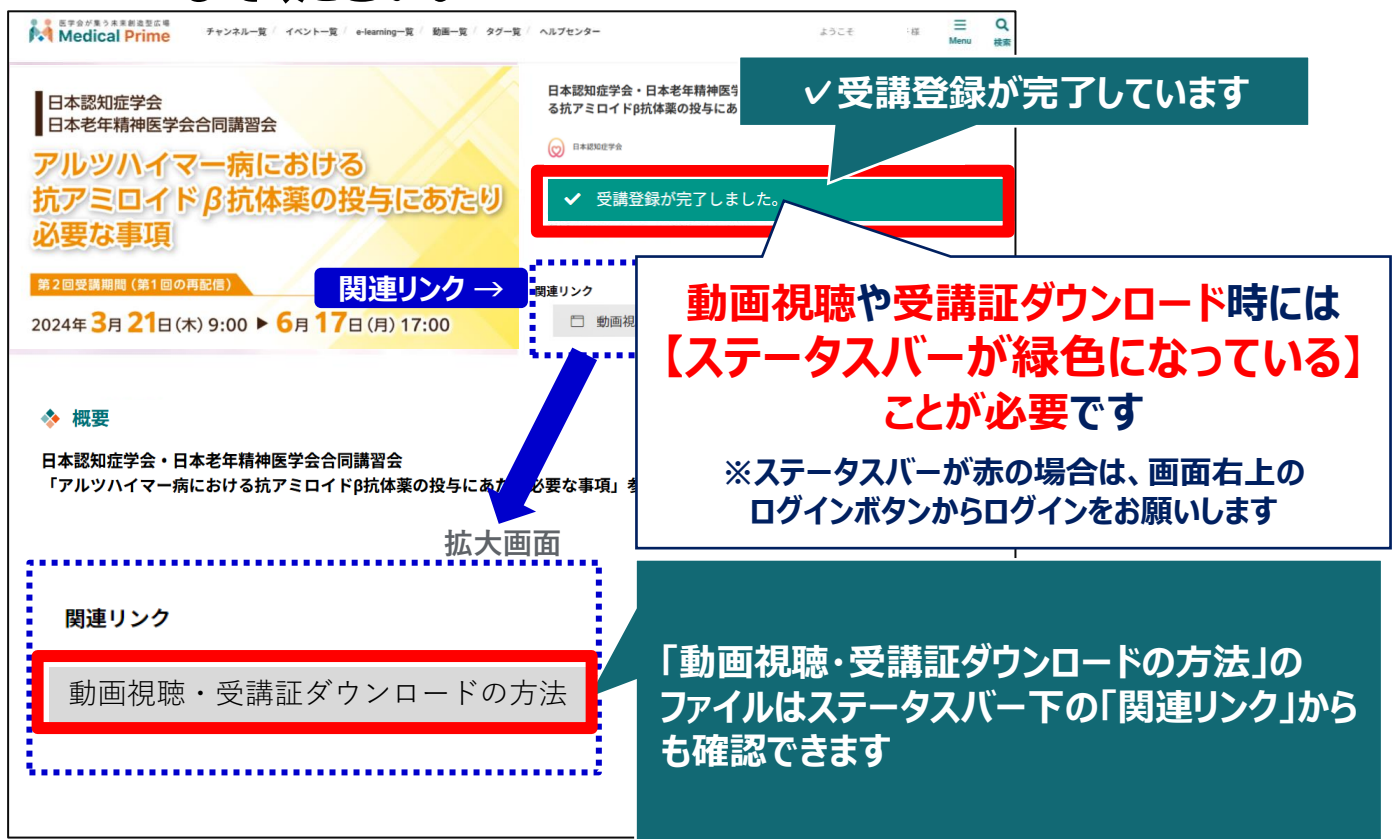 医学会が集う未来創造型広場
Medical Prime
チャンネル一覧 / イベント一覧 / e-learning一覧 / 動画一覧 / タグ一覧 / ヘルプセンター
ようこそ 様
Menu
検索
日本認知症学会
日本老年精神医学会合同講習会
アルツハイマー病における
抗アミロイドβ抗体薬の投与にあたり
必要な事項
第2回受講期間(第1回の再配信)
2024年3月21日(木)9:00 ▶ 6月17日(月)17:00
日本認知症学会・日本老年精神医学
る抗アミロイドβ抗体薬の投与にあ
日本認知症学会
✓受講登録が完了しています
✓ 受講登録が完了しました。
関連リンク →
関連リンク
動画視
動画視聴や受講証ダウンロード時には
【ステータスバーが緑色になっている】
ことが必要です
※ステータスバーが赤の場合は、画面右上の
ログインボタンからログインをお願いします
概要
日本認知症学会・日本老年精神医学会合同講習会
「アルツハイマー病における抗アミロイドβ抗体薬の投与にあた 必要な事項」
拡大画面
関連リンク
動画視聴・受講証ダウンロードの方法
「動画視聴・受講証ダウンロードの方法」の
ファイルはステータスバー下の「関連リンク」から
も確認できます